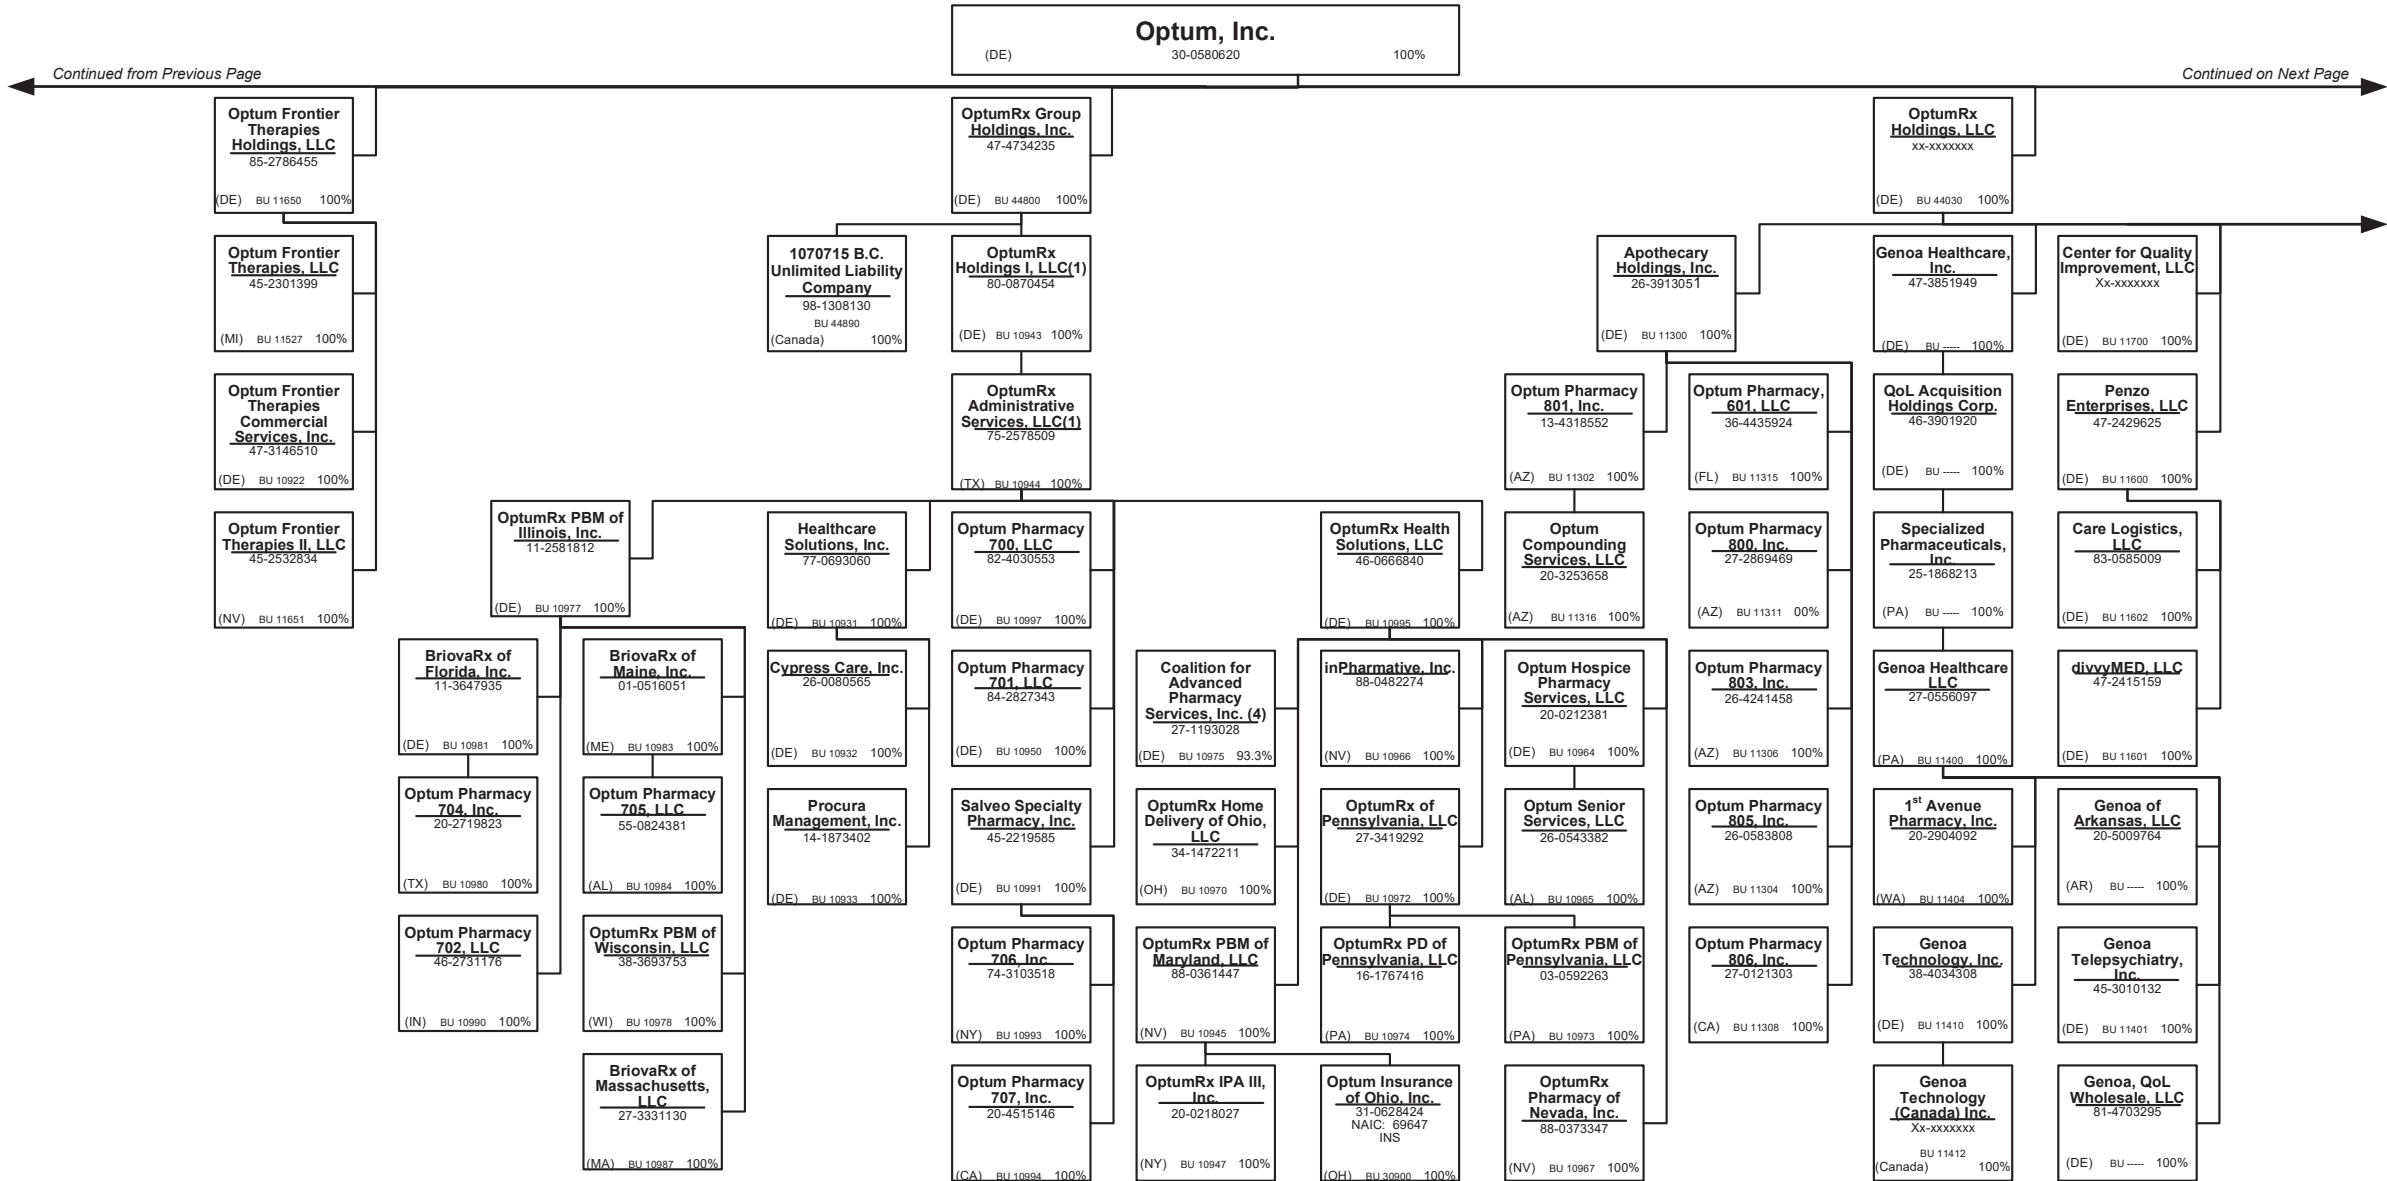 Optum, Inc.
(DE) 30-0580620 100%
Continued from Previous Page
Continued on Next Page
Optum Frontier
Therapies
Holdings, LLC
85-2786455
(DE) BU 11650 100%
OptumRx Group
Holdings, Inc.
47-4734235
(DE) BU 44800 100%
OptumRx
Holdings, LLC
xx-xxxxxxx
(DE) BU 44030 100%
Optum Frontier
Therapies, LLC
45-2301399
(MI) BU 11527 100%
1070715 B.C.
Unlimited Liability
Company
98-1308130
BU 44890
(Canada) 100%
OptumRx
Holdings I, LLC(1)
80-0870454
(DE) BU 10943 100%
Apothecary
Holdings, Inc.
26-3913051
(DE) BU 11300 100%
Genoa Healthcare,
Inc.
47-3851949
(DE) BU ----- 100%
Center for Quality
Improvement, LLC
Xx-xxxxxxx
(DE) BU 11700 100%
Optum Frontier
Therapies
Commercial
Services, Inc.
47-3146510
(DE) BU 10922 100%
OptumRx
Administrative
Services, LLC(1)
75-2578509
(TX) BU 10944 100%
Optum Pharmacy
801, Inc.
13-4318552
(AZ) BU 11302 100%
Optum Pharmacy,
601, LLC
36-4435924
(FL) BU 11315 100%
QoL Acquisition
Holdings Corp.
46-3901920
(DE) BU ----- 100%
Penzo
Enterprises, LLC
47-2429625
(DE) BU 11600 100%
Optum Frontier
Therapies II, LLC
45-2532834
(NV) BU 11651 100%
OptumRx PBM of
Illinois, Inc.
11-2581812
(DE) BU 10977 100%
Healthcare
Solutions, Inc.
77-0693060
(DE) BU 10931 100%
Optum Pharmacy
700, LLC
82-4030553
(DE) BU 10997 100%
OptumRx Health
Solutions, LLC
46-0666840
(DE) BU 10995 100%
Optum
Compounding
Services, LLC
20-3253658
(AZ) BU 11316 100%
Optum Pharmacy
800, Inc.
27-2869469
(AZ) BU 11311 00%
Specialized
Pharmaceuticals,
Inc.
25-1868213
(PA) BU ----- 100%
Care Logistics,
LLC
83-0585009
(DE) BU 11602 100%
BriovaRx of
Florida, Inc.
11-3647935
(DE) BU 10981 100%
BriovaRx of
Maine, Inc.
01-0516051
(ME) BU 10983 100%
Cypress Care, Inc.
26-0080565
(DE) BU 10932 100%
Optum Pharmacy
701, LLC
84-2827343
(DE) BU 10950 100%
Coalition for
Advanced
Pharmacy
Services, Inc. (4)
27-1193028
(DE) BU 10975 93.3%
inPharmative, Inc.
88-0482274
(NV) BU 10966 100%
Optum Hospice
Pharmacy
Services, LLC
20-0212381
(DE) BU 10964 100%
Optum Pharmacy
803, Inc.
26-4241458
(AZ) BU 11306 100%
Genoa Healthcare
LLC
27-0556097
(PA) BU 11400 100%
divvyMED, LLC
47-2415159
(DE) BU 11601 100%
Optum Pharmacy
704, Inc.
20-2719823
(TX) BU 10980 100%
Optum Pharmacy
705, LLC
55-0824381
(AL) BU 10984 100%
Procura
Management, Inc.
14-1873402
(DE) BU 10933 100%
Salveo Specialty
Pharmacy, Inc.
45-2219585
(DE) BU 10991 100%
OptumRx Home
Delivery of Ohio,
LLC
34-1472211
(OH) BU 10970 100%
OptumRx of
Pennsylvania, LLC
27-3419292
(DE) BU 10972 100%
Optum Senior
Services, LLC
26-0543382
(AL) BU 10965 100%
Optum Pharmacy
805, Inc.
26-0583808
(AZ) BU 11304 100%
1st Avenue
Pharmacy, Inc.
20-2904092
(WA) BU 11404 100%
Genoa of
Arkansas, LLC
20-5009764
(AR) BU ----- 100%
Optum Pharmacy
702, LLC
46-2731176
(IN) BU 10990 100%
OptumRx PBM of
Wisconsin, LLC
38-3693753
(WI) BU 10978 100%
Optum Pharmacy
706, Inc
74-3103518
(NY) BU 10993 100%
OptumRx PBM of
Maryland, LLC
88-0361447
(NV) BU 10945 100%
OptumRx PD of
Pennsylvania, LLC
16-1767416
(PA) BU 10974 100%
OptumRx PBM of
Pennsylvania, LLC
03-0592263
(PA) BU 10973 100%
Optum Pharmacy
806, Inc.
27-0121303
(CA) BU 11308 100%
Genoa
Technology, Inc.
38-4034308
(DE) BU 11410 100%
Genoa
Telepsychiatry,
Inc.
45-3010132
(DE) BU 11401 100%
BriovaRx of
Massachusetts,
LLC
27-3331130
(MA) BU 10987 100%
Optum Pharmacy
707, Inc.
20-4515146
(CA) BU 10994 100%
OptumRx IPA III,
Inc.
20-0218027
(NY) BU 10947 100%
Optum Insurance
of Ohio, Inc.
31-0628424
NAIC: 69647
INS
(OH) BU 30900 100%
OptumRx
Pharmacy of
Nevada, Inc.
88-0373347
(NV) BU 10967 100%
Genoa
Technology
(Canada) Inc.
Xx-xxxxxxx
BU 11412
(Canada) 100%
Genoa, QoL
Wholesale, LLC
81-4703295
(DE) BU ----- 100%